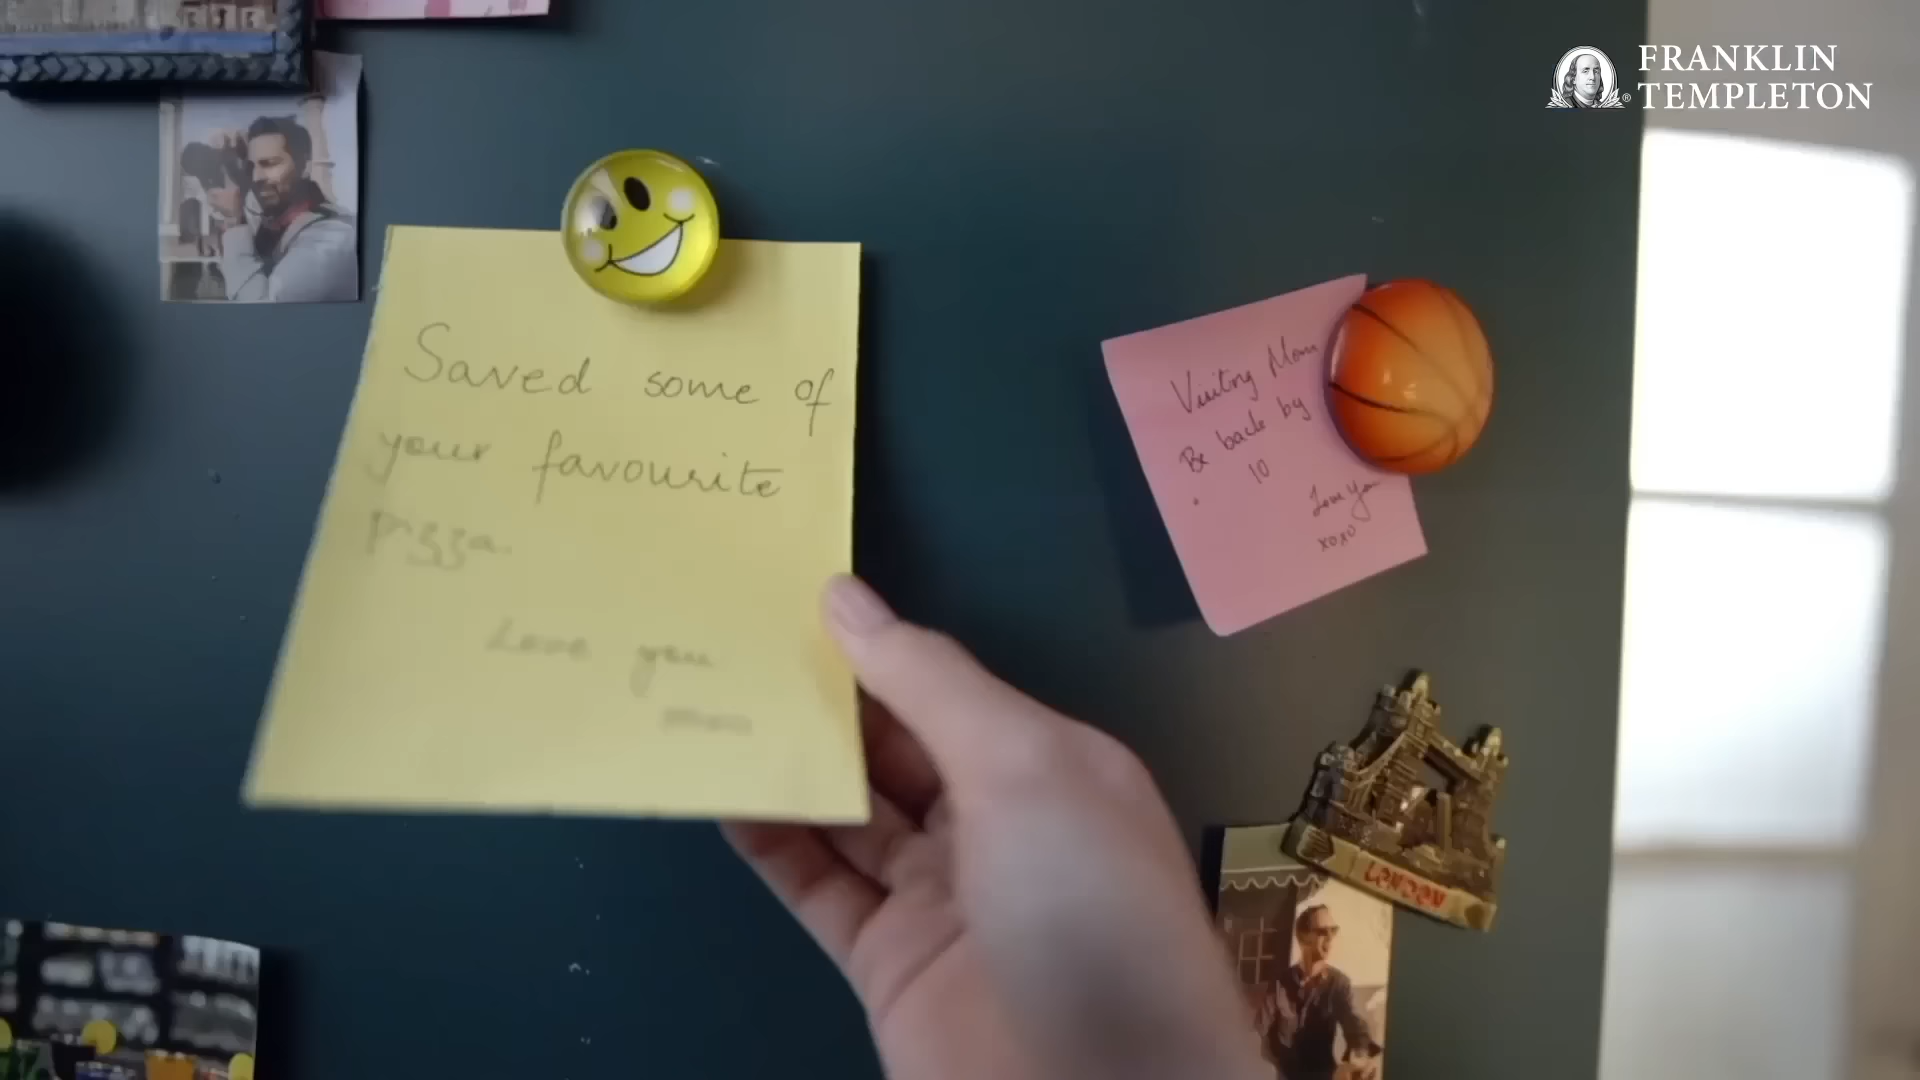 FRANKLIN
TEMPLETON
Saved some of
your favourite
pizza.
Love you
mom
Visiting Mom
Be back by
10
Love you
xoxo
LONDON